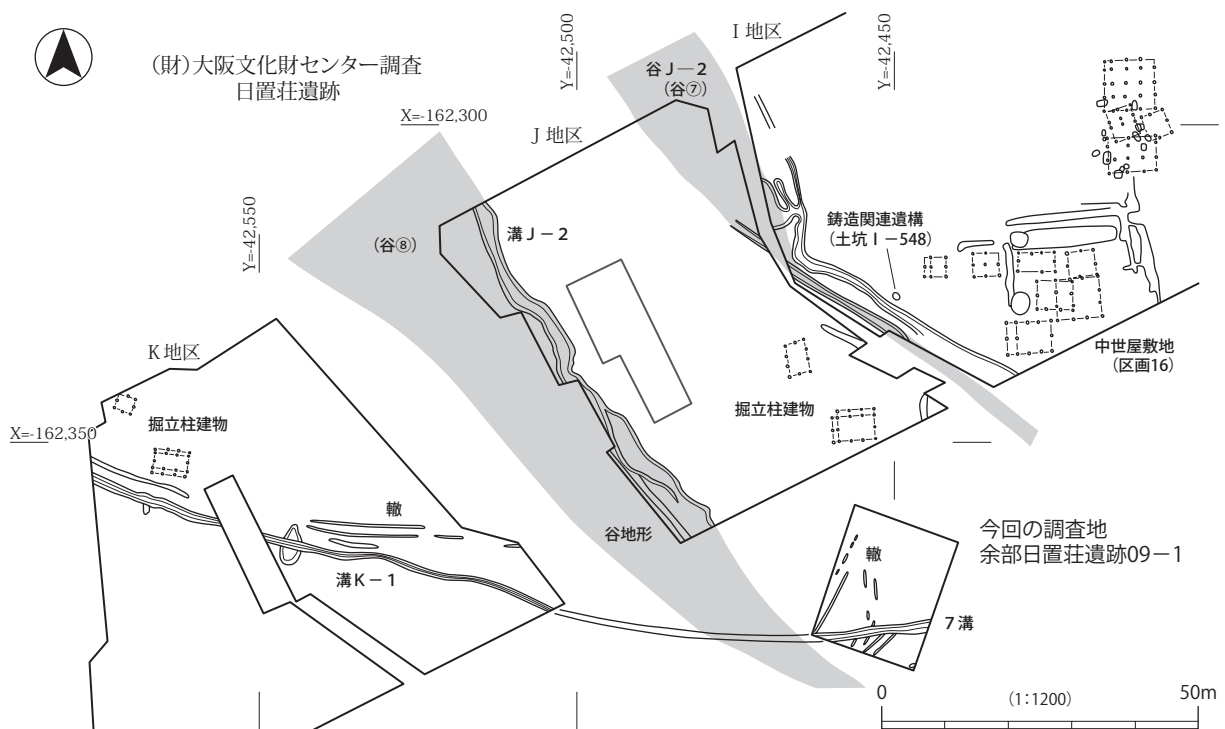 (財)大阪文化財センター調査
日置荘遺跡
Y=-42,500
Y=-42,450
I 地区
谷J―2
(谷⑦)
X=-162,300
J 地区
Y=-42,550
(谷⑧)
溝J－2
鋳造関連遺構
(土坑I－548)
中世屋敷地
(区画16)
K 地区
掘立柱建物
掘立柱建物
X=-162,350
轍
谷地形
溝K－1
轍
今回の調査地
余部日置荘遺跡09－1
7溝
0
(1:1200)
50m